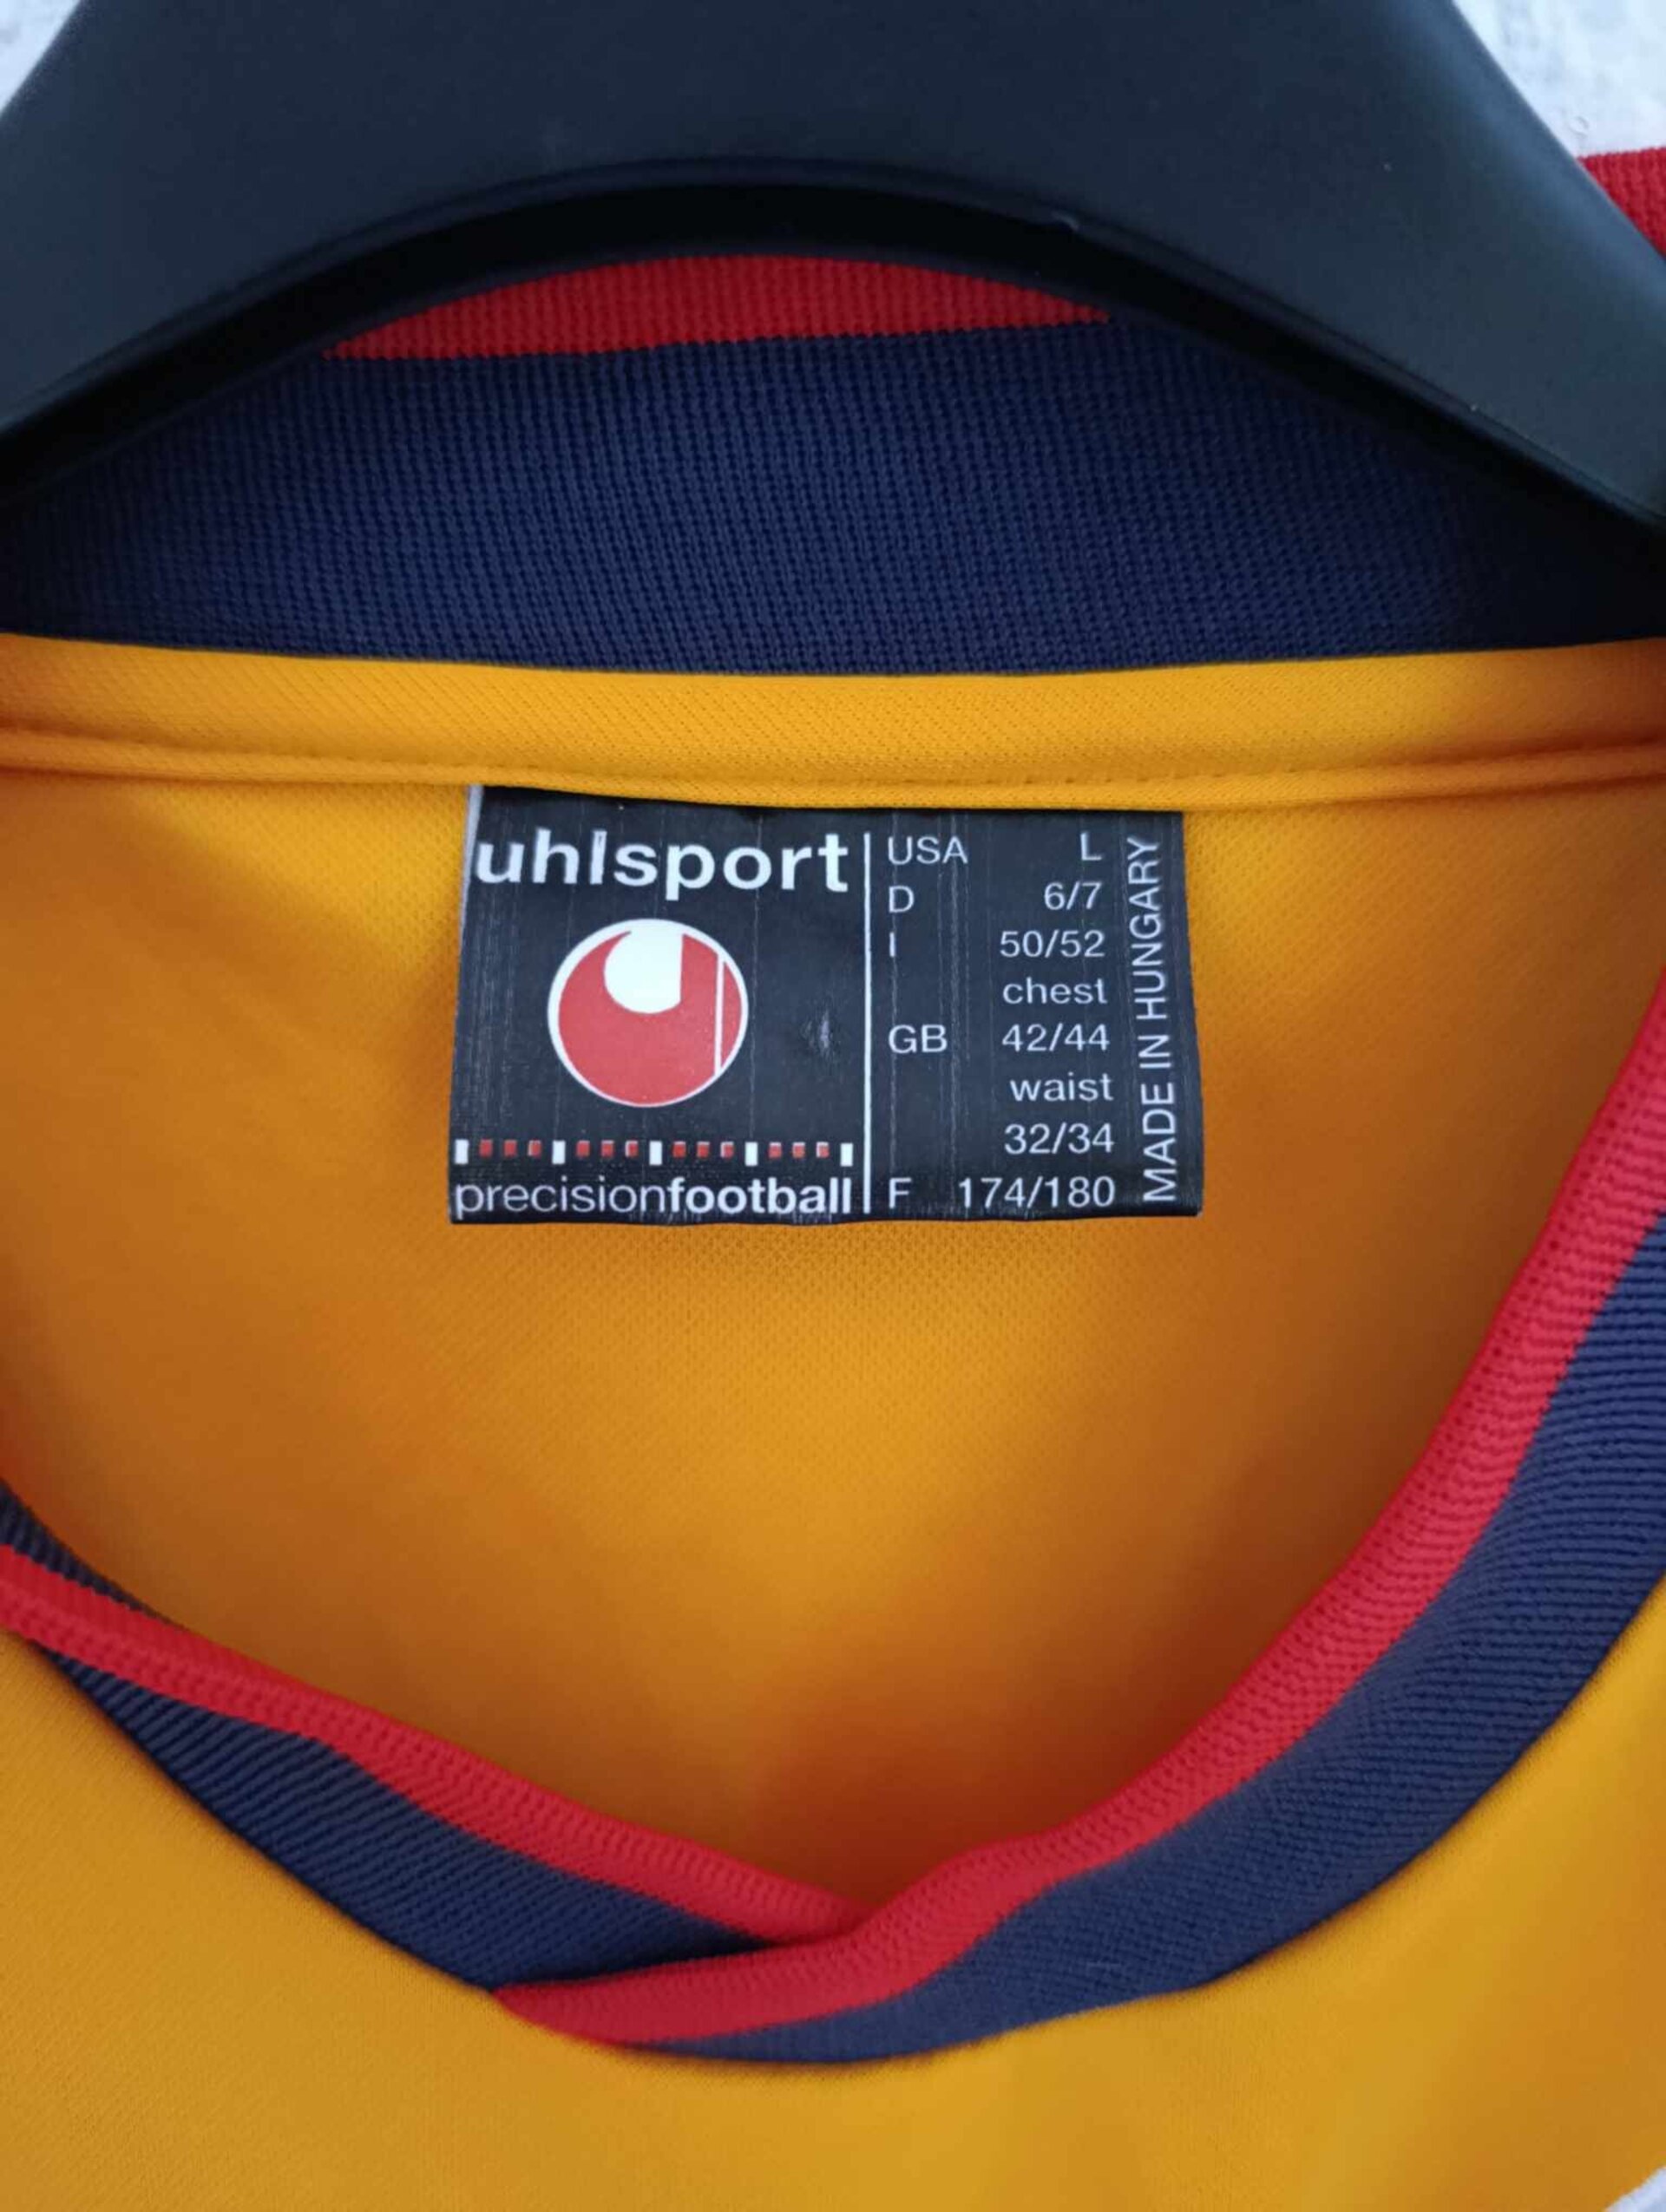 uhlsport
precisionfootball
USA L
D 6/7
I 50/52
chest
GB 42/44
waist
32/34
F 174/180
MADE IN HUNGARY